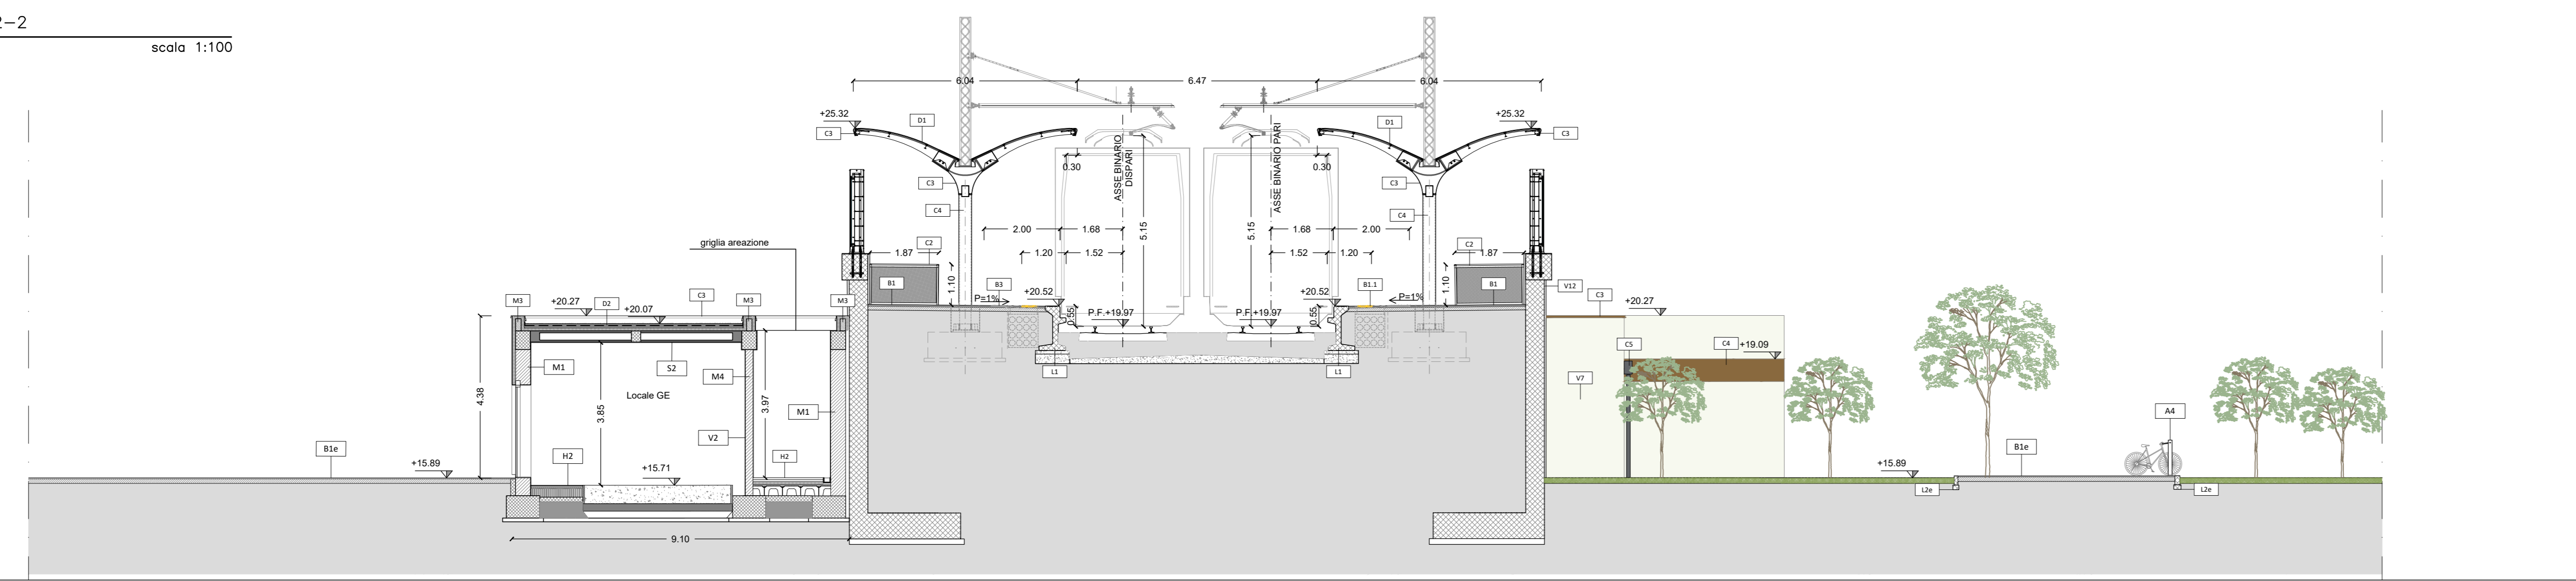 2-2
scala 1:100
6.04
6.47
6.04
+25.32
+25.32
C3
D1
D1
C3
ASSE BINARIO
DISPARI
ASSE BINARIO PARI
0.30
0.30
C3
C3
C4
C4
5.15
5.15
2.00
1.68
1.68
2.00
griglia areazione
C2
C2
1.87
1.20
1.52
1.52
1.20
1.87
1.10
1.10
B1
B3
B1.1
B1
V12
P=1%
+20.52
+20.52
P=1%
M3
+20.27
D2
C3
M3
M3
+20.07
0.55
P.F.+19.97
P.F.+19.97
0.55
C3
+20.27
C5
C4
+19.09
M1
S2
M4
L1
L1
V7
4.38
3.85
Locale GE
3.97
M1
V2
A4
B1e
+15.89
H2
+15.71
H2
+15.89
B1e
L2e
L2e
9.10